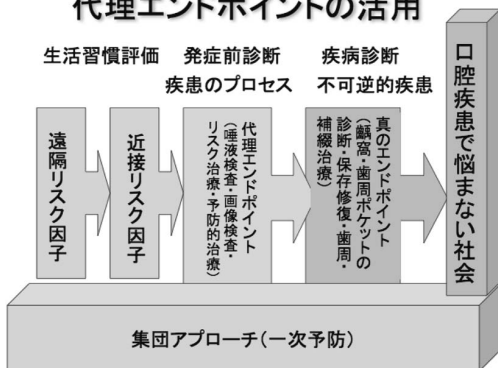 代理エンドポイントの活用
生活習慣評価
発症前診断
疾患のプロセス
疾病診断
不可逆的疾患
遠隔リスク因子
近接リスク因子
代理エンドポイント
(唾液検査・画像検査・
リスク治療・予防的治療)
真のエンドポイント
(齲窩・歯周ポケットの
診断・保存修復・歯周・
補綴治療)
口腔疾患で悩まない社会
集団アプローチ(一次予防)